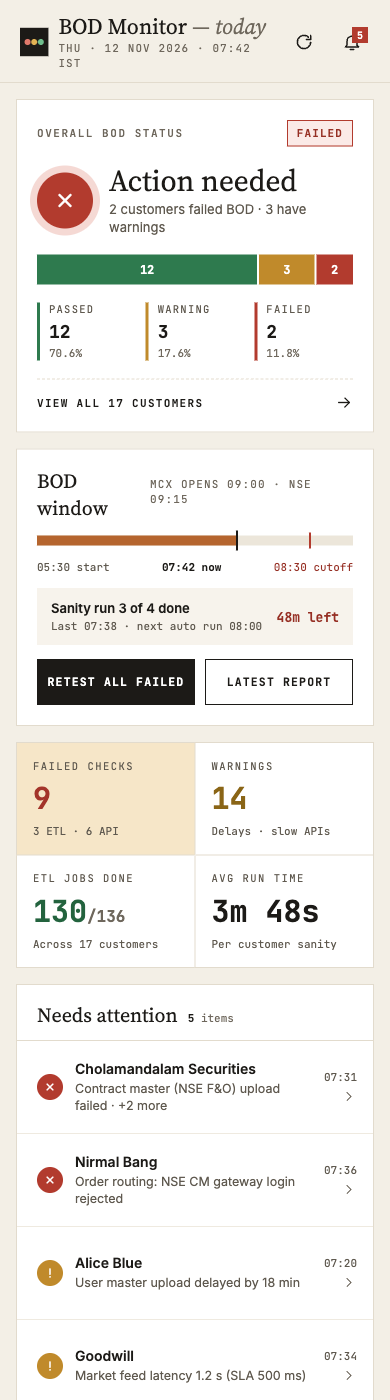 BOD Monitor — today
5
THU · 12 NOV 2026 · 07:42
IST
OVERALL BOD STATUS
FAILED
Action needed
2 customers failed BOD · 3 have
warnings
12
3
2
PASSED
WARNING
FAILED
12
3
2
70.6%
17.6%
11.8%
VIEW ALL 17 CUSTOMERS
BOD
window
MCX OPENS 09:00 · NSE
09:15
05:30 start
07:42 now
08:30 cutoff
Sanity run 3 of 4 done
Last 07:38 · next auto run 08:00
48m left
RETEST ALL FAILED
LATEST REPORT
FAILED CHECKS
9
3 ETL · 6 API
WARNINGS
14
Delays · slow APIs
ETL JOBS DONE
130/136
Across 17 customers
AVG RUN TIME
3m 48s
Per customer sanity
Needs attention 5 items
Cholamandalam Securities
Contract master (NSE F&O) upload
failed · +2 more
07:31
Nirmal Bang
Order routing: NSE CM gateway login
rejected
07:36
Alice Blue
User master upload delayed by 18 min
07:20
Goodwill
Market feed latency 1.2 s (SLA 500 ms)
07:34